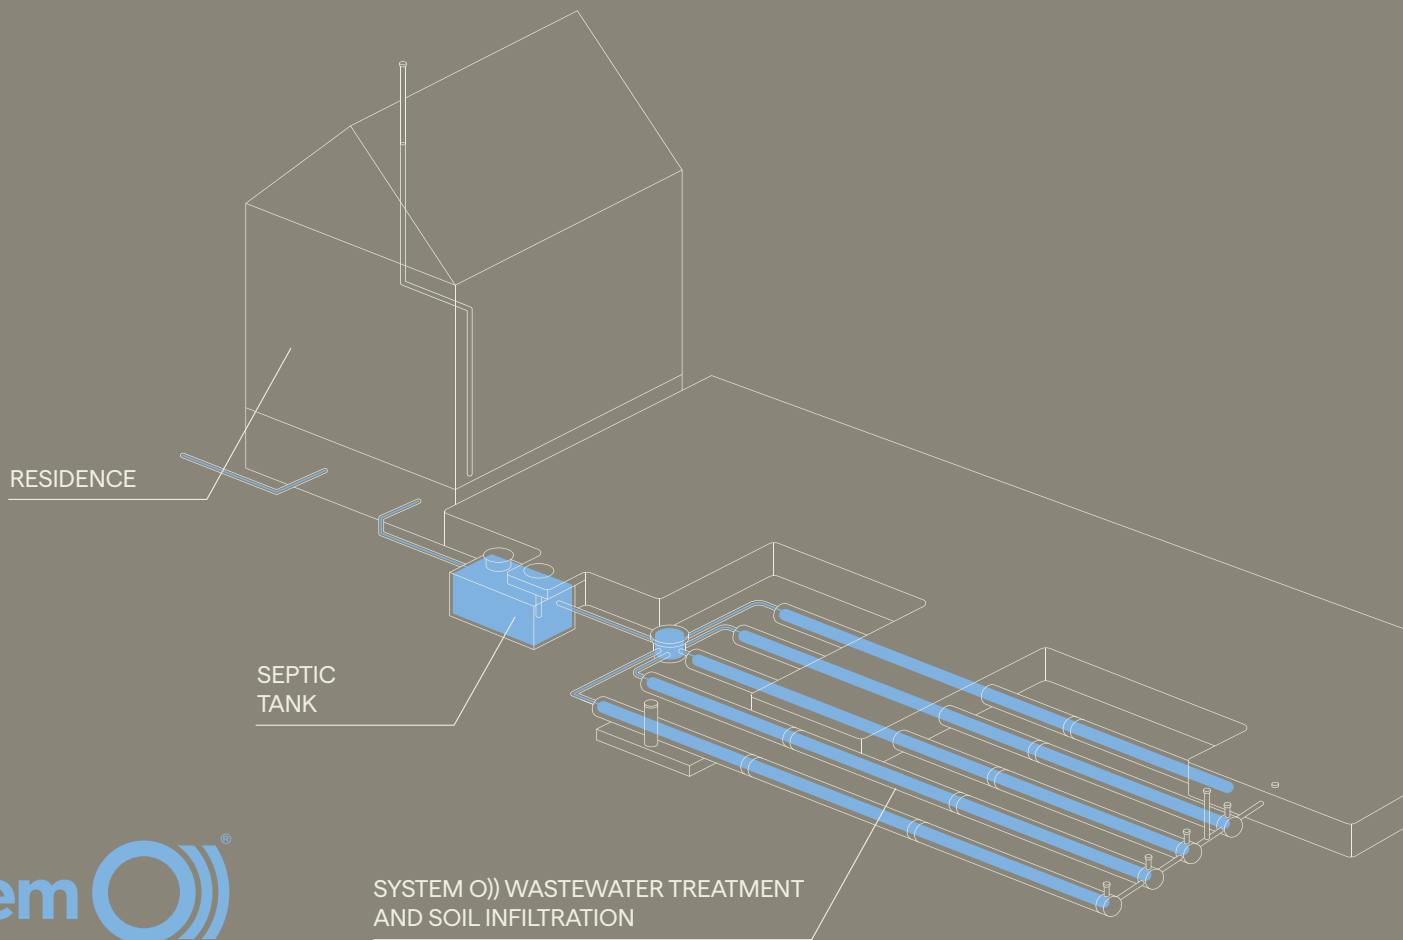 RESIDENCE
SEPTIC
TANK
em O))®
SYSTEM O)) WASTEWATER TREATMENT
AND SOIL INFILTRATION